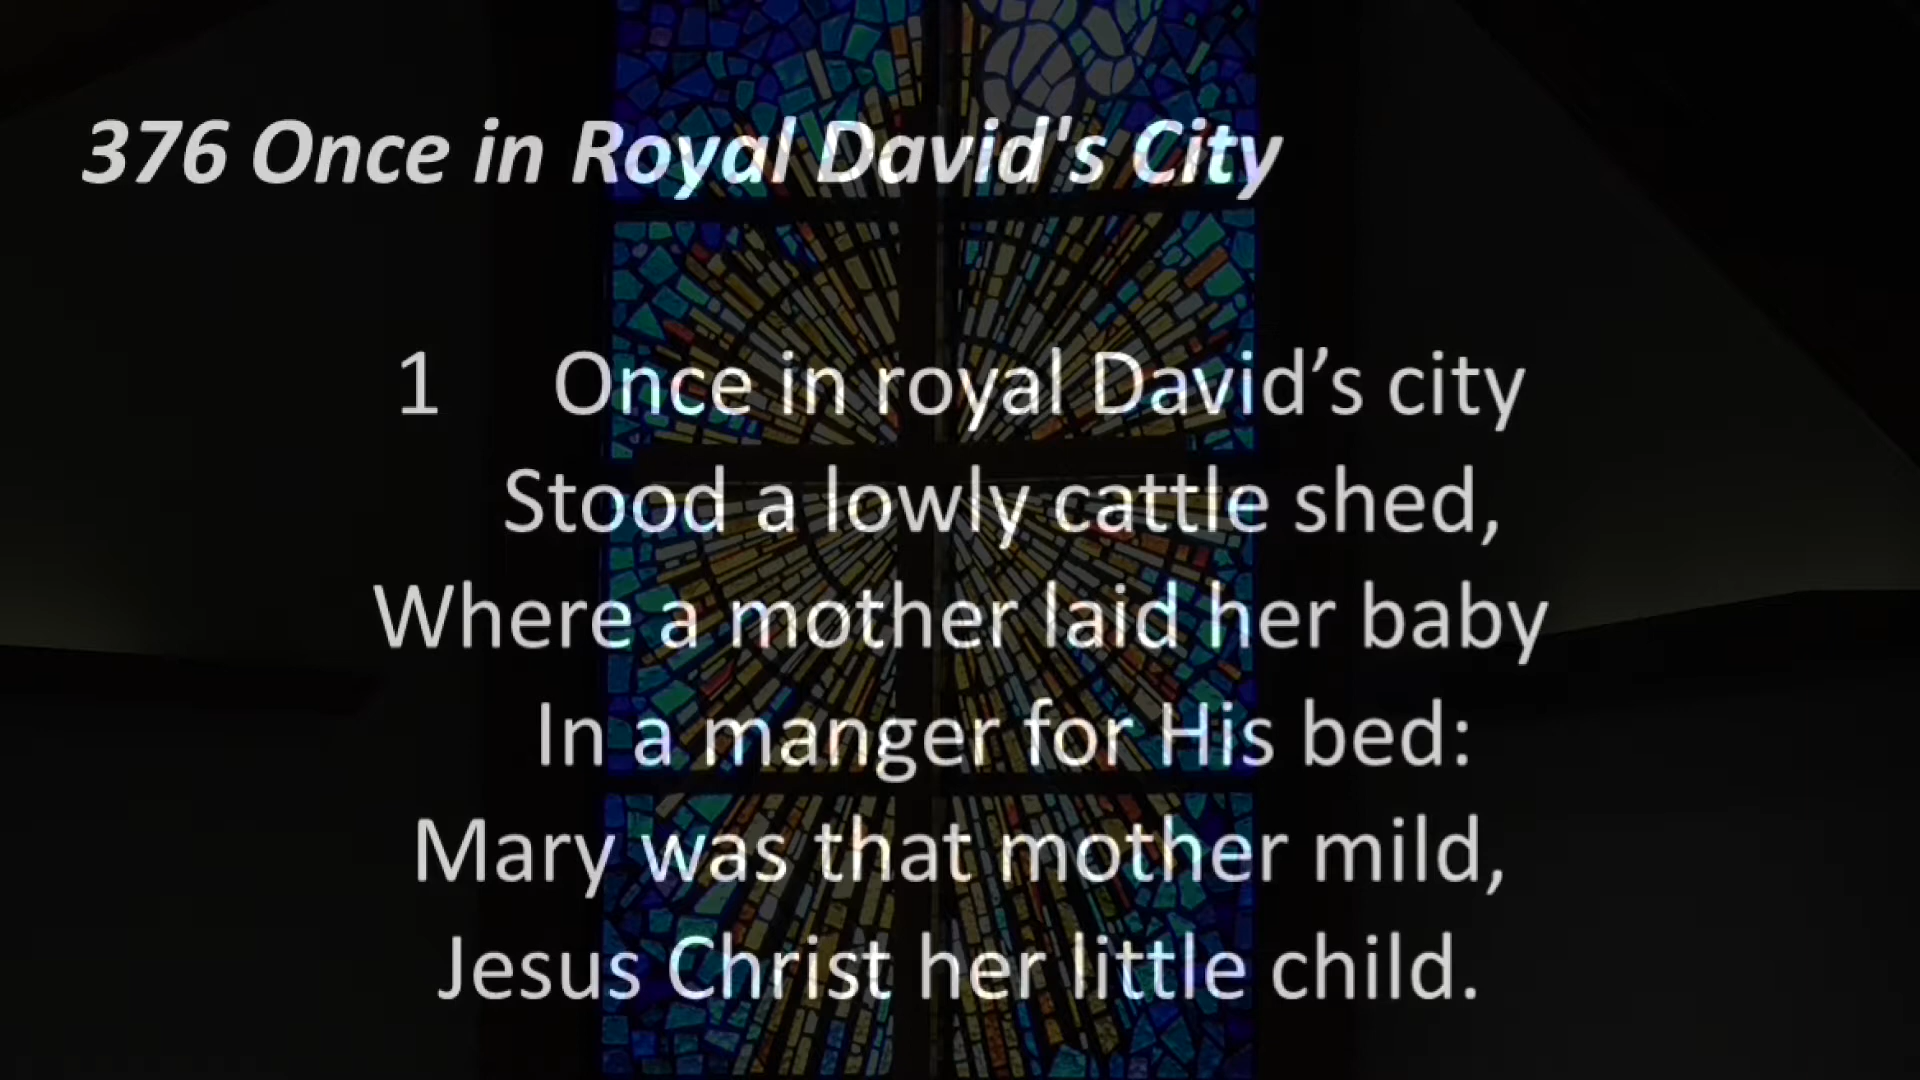 376 Once in Royal David's City
1 Once in royal David’s city
Stood a lowly cattle shed,
Where a mother laid her baby
In a manger for His bed:
Mary was that mother mild,
Jesus Christ her little child.